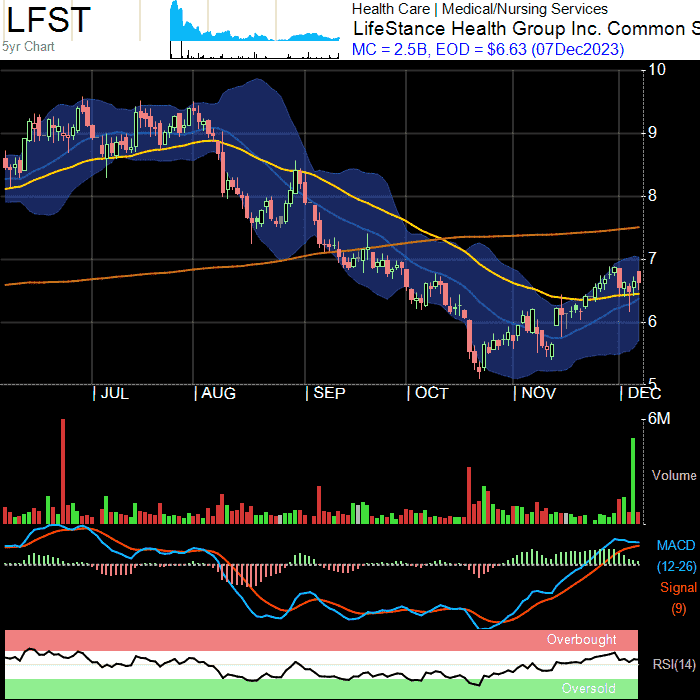 LFST
5yr Chart
Health Care | Medical/Nursing Services
LifeStance Health Group Inc. Common S
MC = 2.5B, EOD = $6.63 (07Dec2023)
10
9
8
7
6
5
JUL AUG SEP OCT NOV DEC
6M
Volume
MACD
(12-26)
Signal
(9)
Overbought
RSI(14)
Oversold